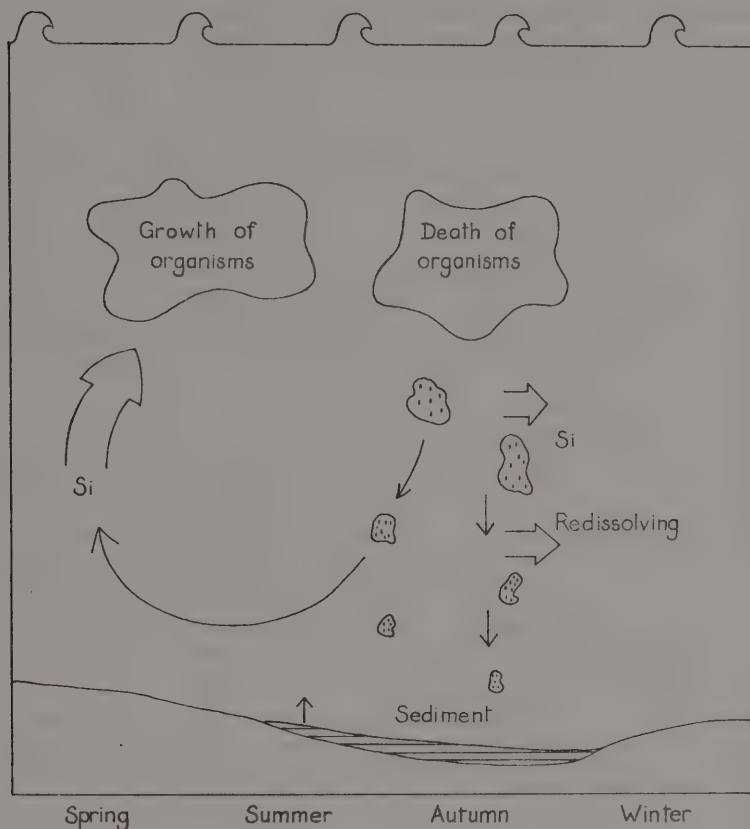 Growth of
organisms
Death of
organisms
Si
Si
Redissolving
Sediment
Spring
Summer
Autumn
Winter